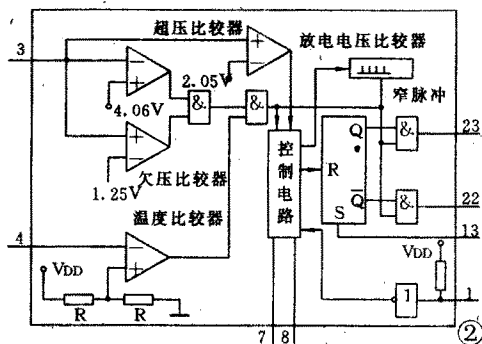 超压比较器
放电电压比较器
3
2.05V
4.06V
&
&
窄脉冲
Q
&
23
控制电路
R
1.25V
欠压比较器
Q̄
&
22
S
温度比较器
13
4
VDD
VDD
1
1
R
R
7
8
②